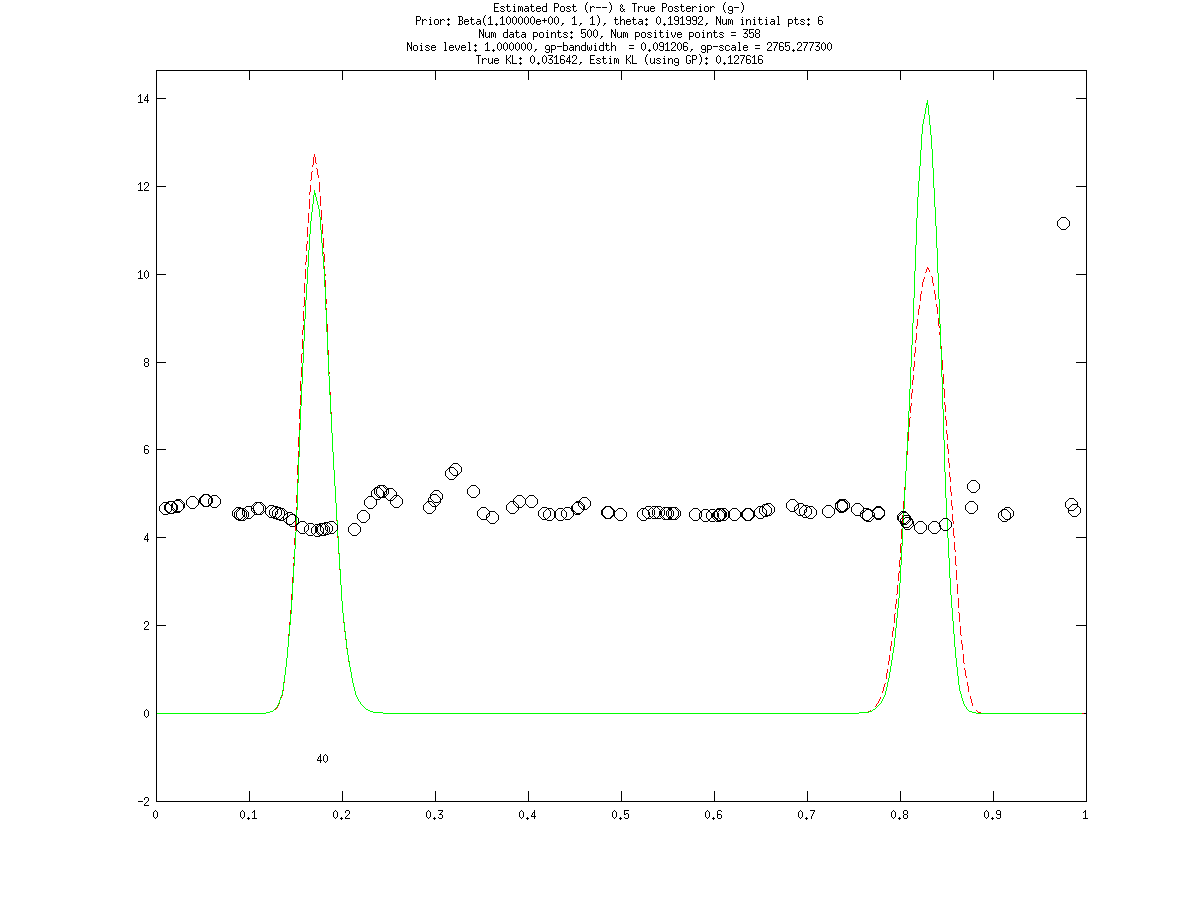 Estimated Post (r--) & True Posterior (g-)
Prior: Beta(1.100000e+00, 1, 1), theta: 0.191992, Num initial pts: 6
Num data points: 500, Num positive points = 358
Noise level: 1.000000, gp-bandwidth = 0.091206, gp-scale = 2765.277300
True KL: 0.031642, Estim KL (using GP): 0.127616
14
12
10
8
6
4
2
0
40
-2
0 0.1 0.2 0.3 0.4 0.5 0.6 0.7 0.8 0.9 1